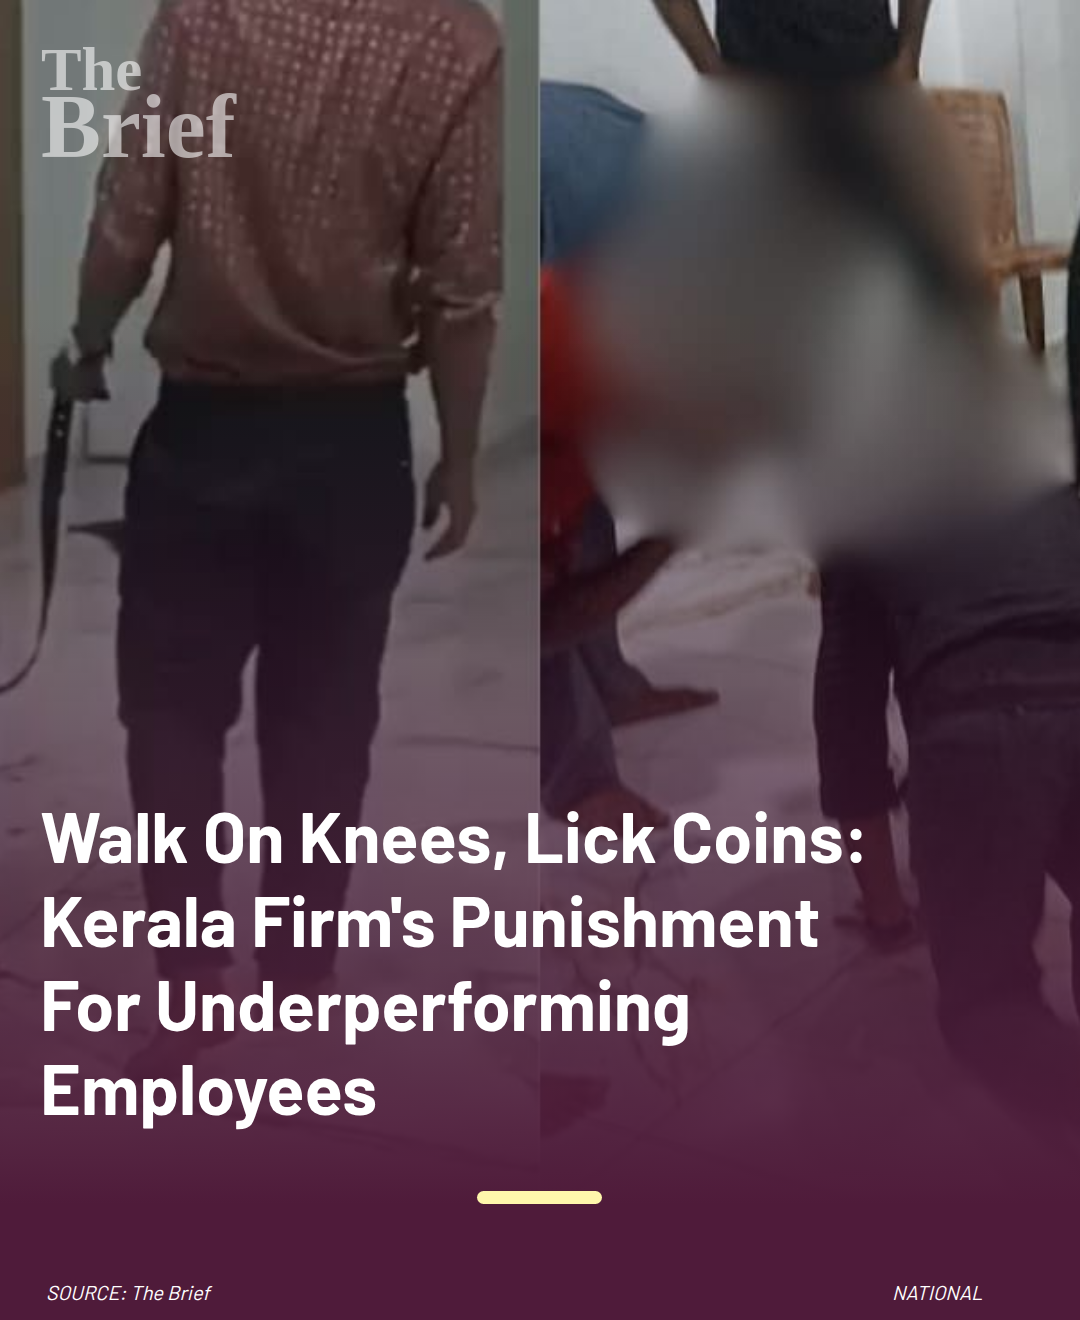 The
Brief
Walk On Knees, Lick Coins:
Kerala Firm's Punishment
For Underperforming
Employees
SOURCE: The Brief
NATIONAL